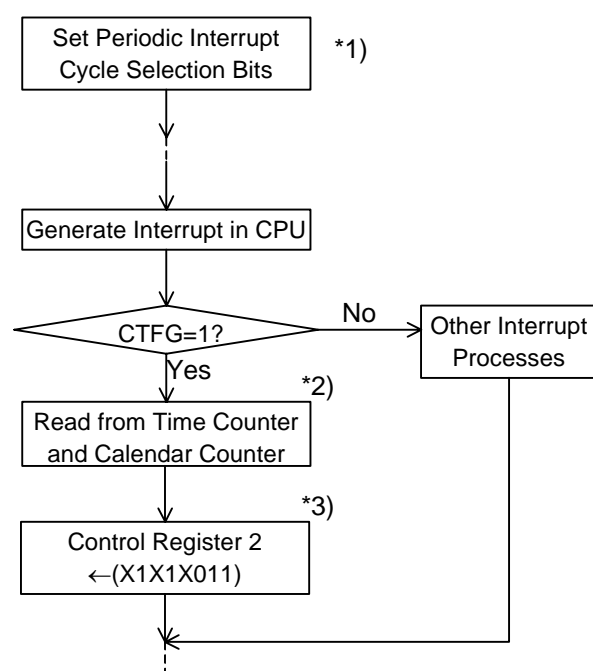 Set Periodic Interrupt
Cycle Selection Bits
*1)
Generate Interrupt in CPU
CTFG=1?
No
Other Interrupt
Processes
Yes
*2)
Read from Time Counter
and Calendar Counter
*3)
Control Register 2
←(X1X1X011)